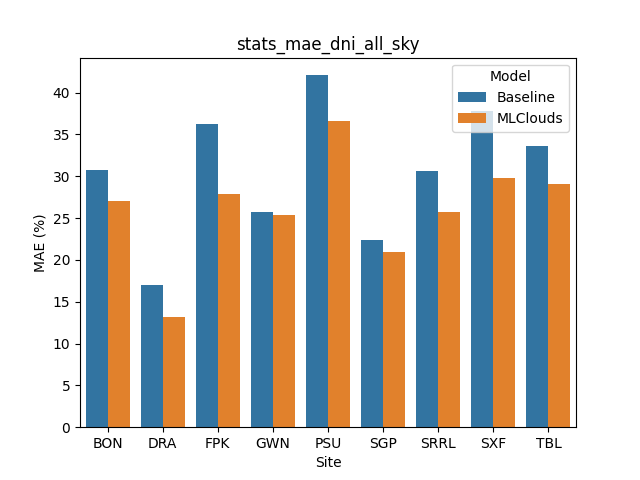 stats_mae_dni_all_sky
Model
Baseline
MLClouds
MAE (%)
40
35
30
25
20
15
10
5
0
BON DRA FPK GWN PSU SGP SRRL SXF TBL
Site